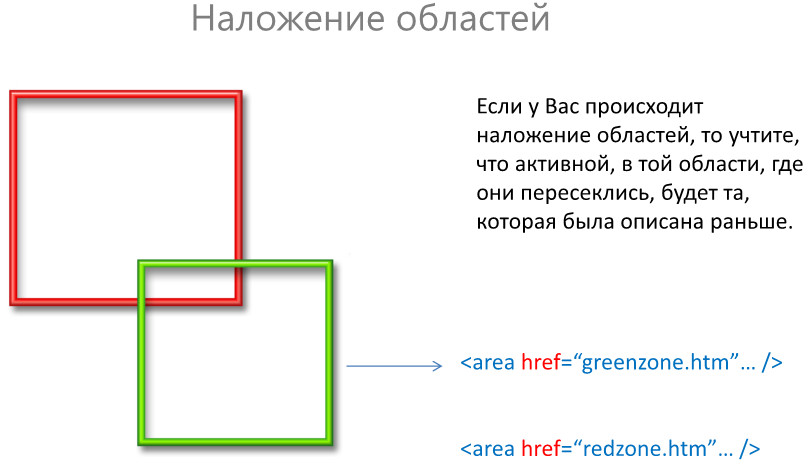 Наложение областей
Если у Вас происходит
наложение областей, то учтите,
что активной, в той области, где
они пересеклись, будет та,
которая была описана раньше.
<area href=“greenzone.htm”... />
<area href=“redzone.htm”... />